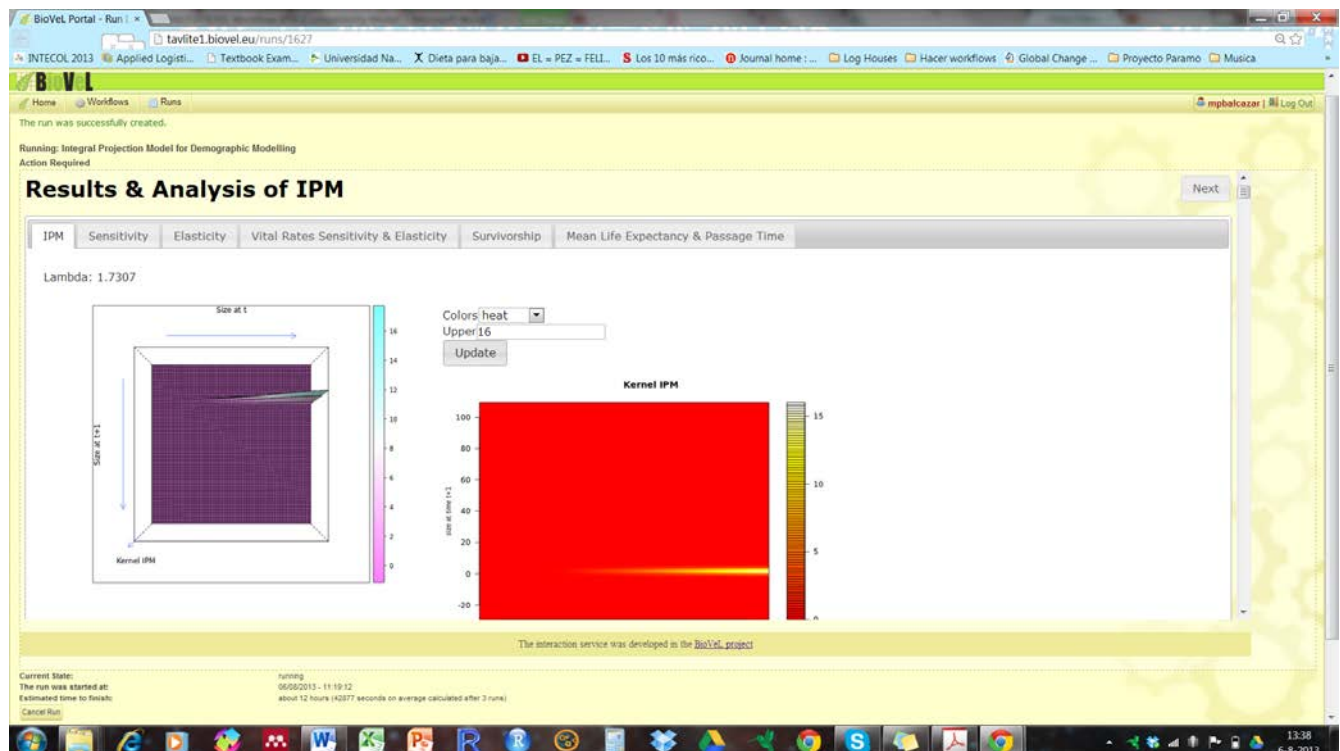 BioVeL Portal - Run I
tavlite1.biovel.eu/runs/1627
INTECOL 2013 Applied Logisti... Textbook Exam... Universidad Na... Dieta para baja... EL = PEZ = FELI... Los 10 más rico... Journal home : ... Log Houses Hacer workflows Global Change ... Proyecto Paramo Musica
BioVeL
Home Workflows Runs mpbalcazar | Log Out
The run was successfully created.
Running: Integral Projection Model for Demographic Modelling
Action Required
Results & Analysis of IPM
Next
IPM Sensitivity Elasticity Vital Rates Sensitivity & Elasticity Survivorship Mean Life Expectancy & Passage Time
Lambda: 1.7307
Size at t
Size at t+1
Kernel IPM
16
14
12
10
8
6
4
2
0
Colors heat
Upper 16
Update
Kernel IPM
size at time t+1
100
80
60
40
20
0
-20
15
10
5
0
The interaction service was developed in the BioVeL project
Current State: running
The run was started at: 06/08/2013 - 11:19:12
Estimated time to finish: about 12 hours (42877 seconds on average calculated after 3 runs)
Cancel Run
13:38
6-8-2013